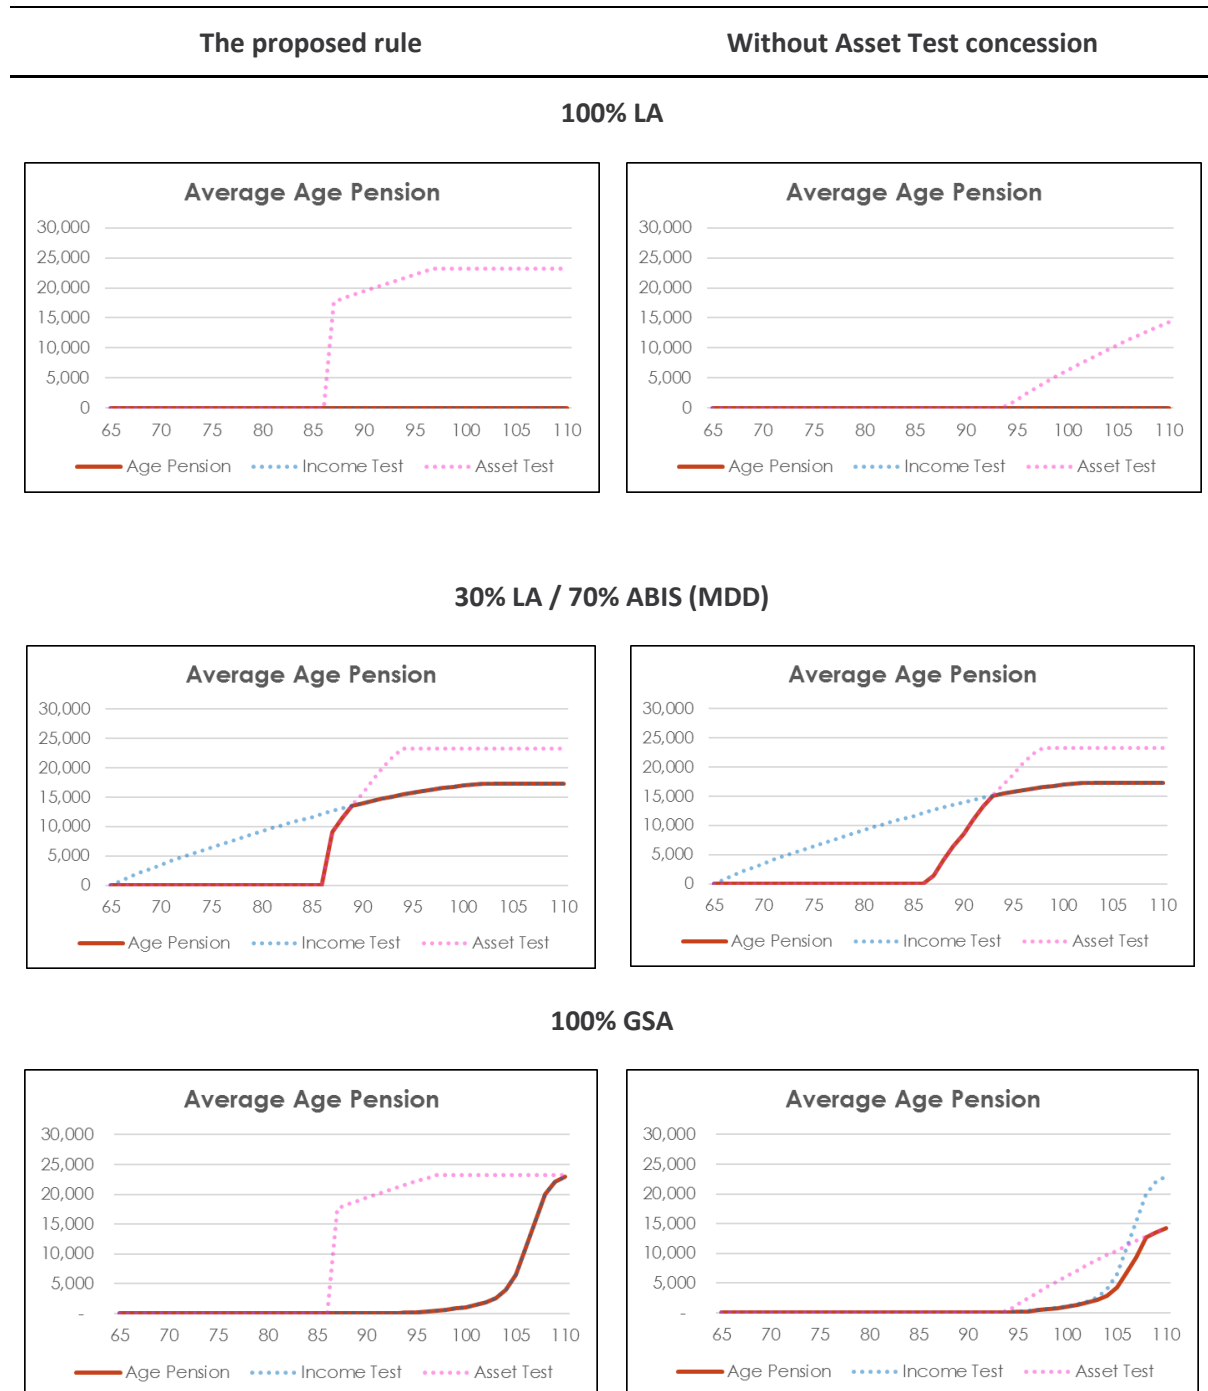 The proposed rule Without Asset Test concession
100% LA
Average Age Pension
30,000
25,000
20,000
15,000
10,000
5,000
0
65 70 75 80 85 90 95 100 105 110
Age Pension Income Test Asset Test
Average Age Pension
30,000
25,000
20,000
15,000
10,000
5,000
0
65 70 75 80 85 90 95 100 105 110
Age Pension Income Test Asset Test
30% LA / 70% ABIS (MDD)
Average Age Pension
30,000
25,000
20,000
15,000
10,000
5,000
0
65 70 75 80 85 90 95 100 105 110
Age Pension Income Test Asset Test
Average Age Pension
30,000
25,000
20,000
15,000
10,000
5,000
0
65 70 75 80 85 90 95 100 105 110
Age Pension Income Test Asset Test
100% GSA
Average Age Pension
30,000
25,000
20,000
15,000
10,000
5,000
-
65 70 75 80 85 90 95 100 105 110
Age Pension Income Test Asset Test
Average Age Pension
30,000
25,000
20,000
15,000
10,000
5,000
-
65 70 75 80 85 90 95 100 105 110
Age Pension Income Test Asset Test